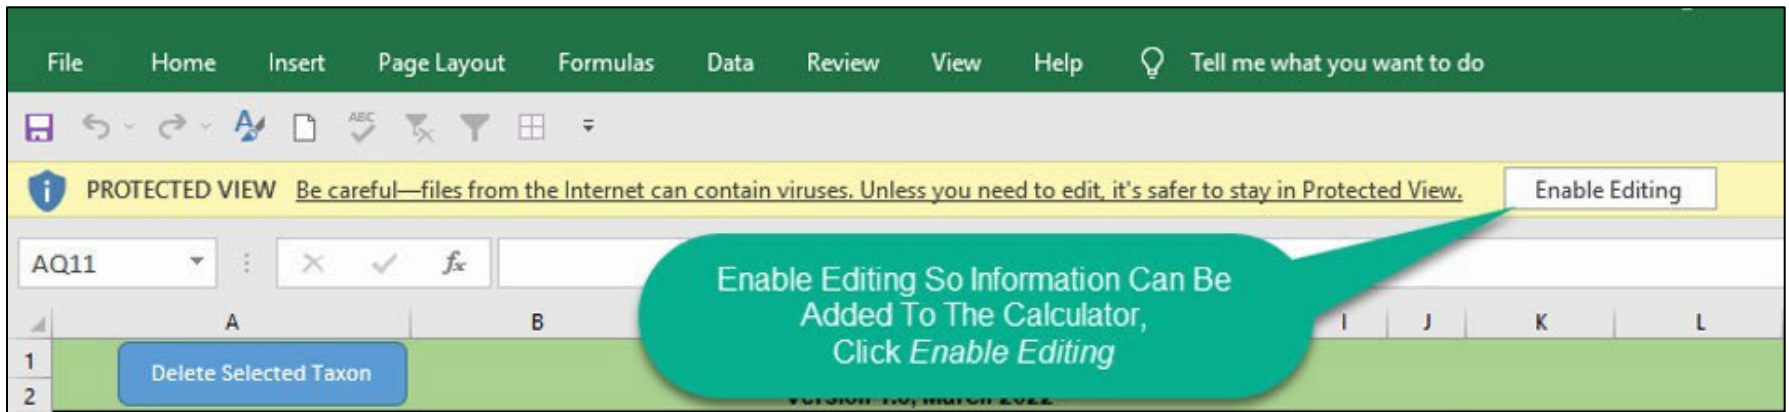 File Home Insert Page Layout Formulas Data Review View Help Tell me what you want to do
ABC
PROTECTED VIEW Be careful—files from the Internet can contain viruses. Unless you need to edit, it's safer to stay in Protected View. Enable Editing
AQ11 fx
Enable Editing So Information Can Be
Added To The Calculator,
Click Enable Editing
A B I J K L
1
Delete Selected Taxon
2
March 2022